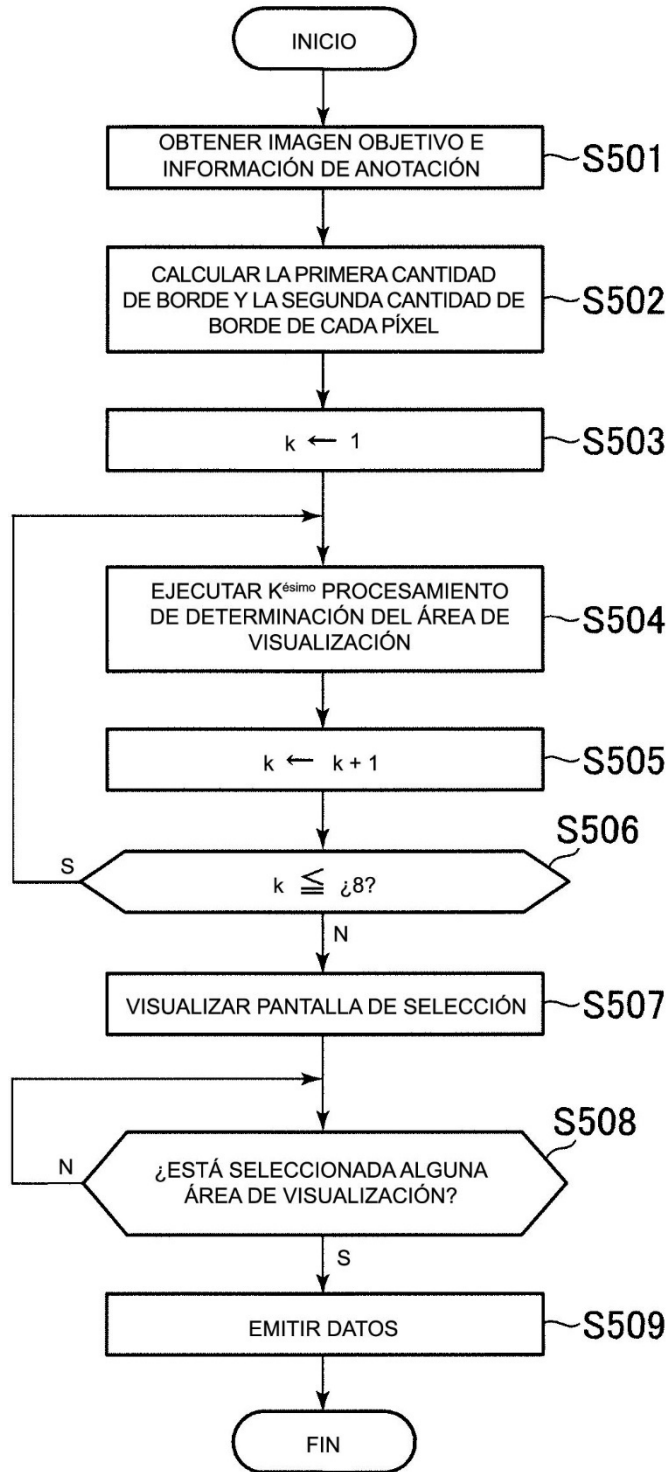 INICIO
OBTENER IMAGEN OBJETIVO E
INFORMACIÓN DE ANOTACIÓN
S501
CALCULAR LA PRIMERA CANTIDAD
DE BORDE Y LA SEGUNDA CANTIDAD DE
BORDE DE CADA PÍXEL
S502
k ← 1
S503
EJECUTAR Késimo PROCESAMIENTO
DE DETERMINACIÓN DEL ÁREA DE
VISUALIZACIÓN
S504
k ← k + 1
S505
S506
S
k ≦ ¿8?
N
VISUALIZAR PANTALLA DE SELECCIÓN
S507
S508
N
¿ESTÁ SELECCIONADA ALGUNA
ÁREA DE VISUALIZACIÓN?
S
EMITIR DATOS
S509
FIN